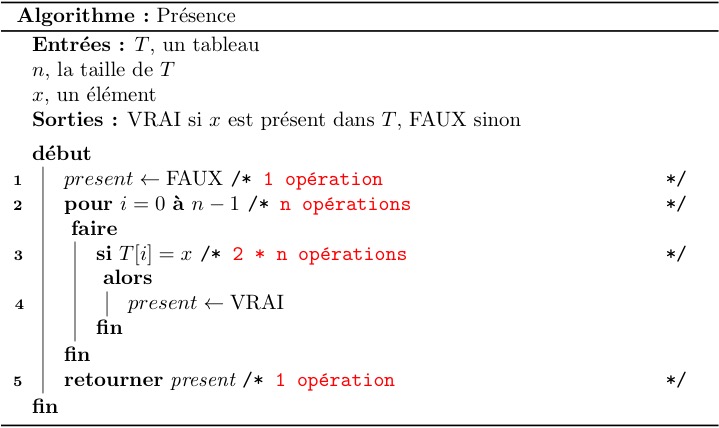 Algorithme : Présence
Entrées : T, un tableau
n, la taille de T
x, un élément
Sorties : VRAI si x est présent dans T, FAUX sinon
début
1 present ← FAUX /* 1 opération */
2 pour i = 0 à n − 1 /* n opérations */
faire
3 si T[i] = x /* 2 * n opérations */
alors
4 present ← VRAI
fin
fin
5 retourner present /* 1 opération */
fin